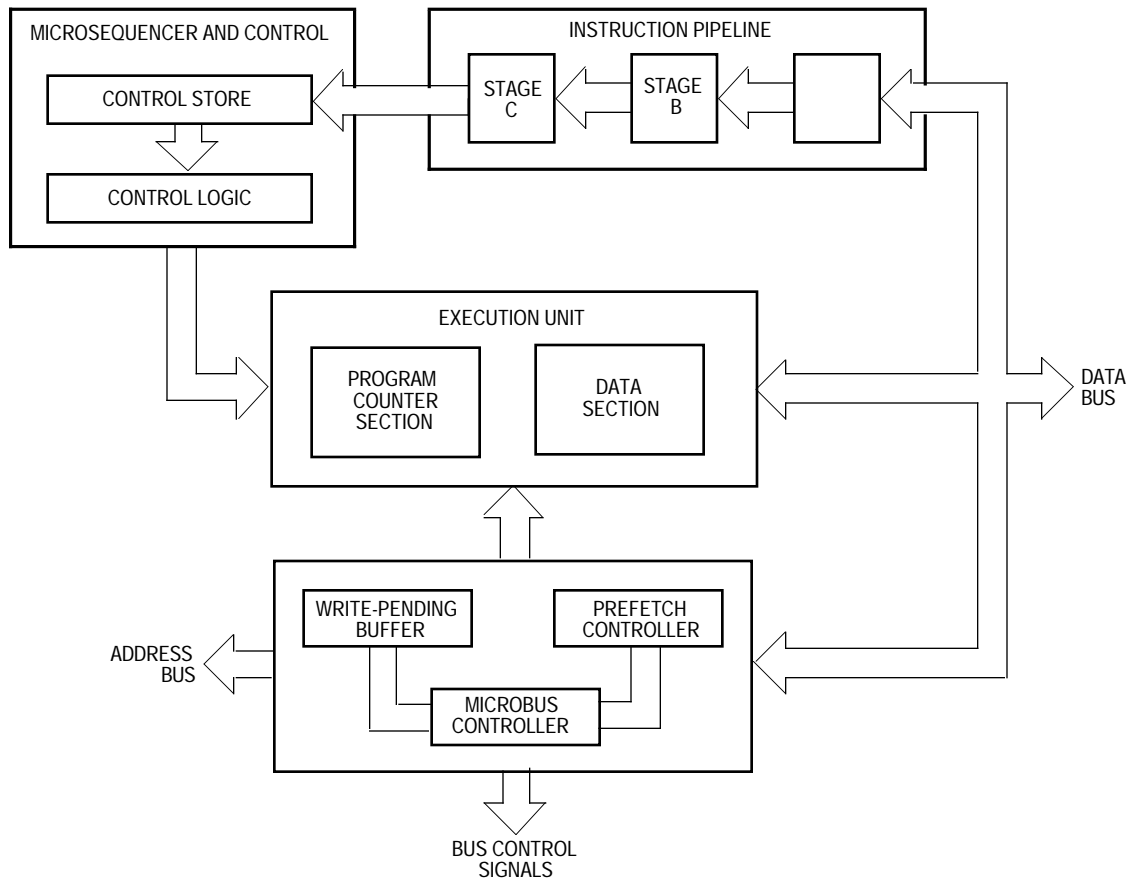 MICROSEQUENCER AND CONTROL
CONTROL STORE
CONTROL LOGIC
INSTRUCTION PIPELINE
STAGE
C
STAGE
B
EXECUTION UNIT
PROGRAM
COUNTER
SECTION
DATA
SECTION
DATA
BUS
WRITE-PENDING
BUFFER
PREFETCH
CONTROLLER
MICROBUS
CONTROLLER
ADDRESS
BUS
BUS CONTROL
SIGNALS